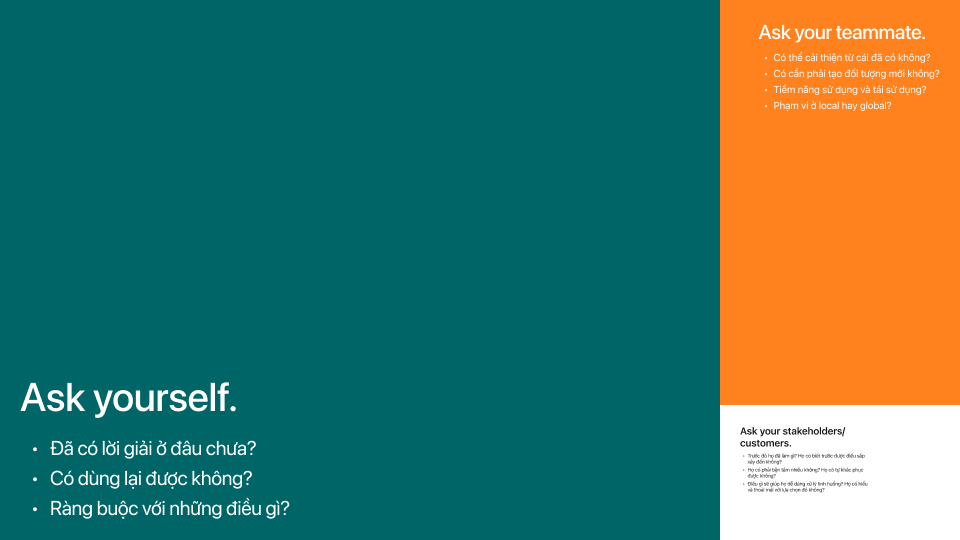 Ask yourself.
• Đã có lời giải ở đâu chưa?
• Có dùng lại được không?
• Ràng buộc với những điều gì?
Ask your teammate.
• Có thể cải thiện từ cái đã có không?
• Có cần phải tạo đối tượng mới không?
• Tiềm năng sử dụng và tái sử dụng?
• Phạm vi ở local hay global?
Ask your stakeholders/
customers.
• Trước đó họ đã làm gì? Họ có biết trước được điều sắp
xảy đến không?
• Họ có phải bận tâm nhiều không? Họ có tự khắc phục
được không?
• Điều gì sẽ giúp họ dễ dàng xử lý tình huống? Họ có hiểu
và thoải mái với lựa chọn đó không?